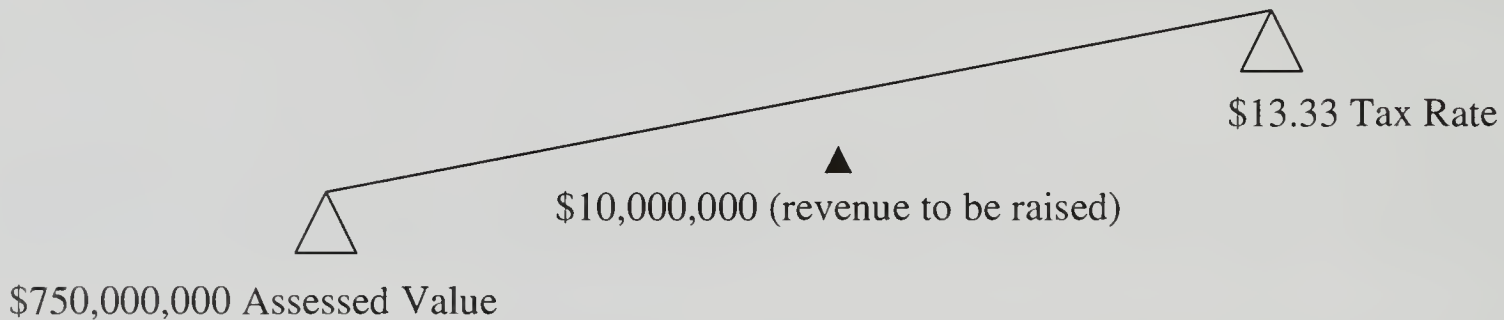 $13.33 Tax Rate
$10,000,000 (revenue to be raised)
$750,000,000 Assessed Value